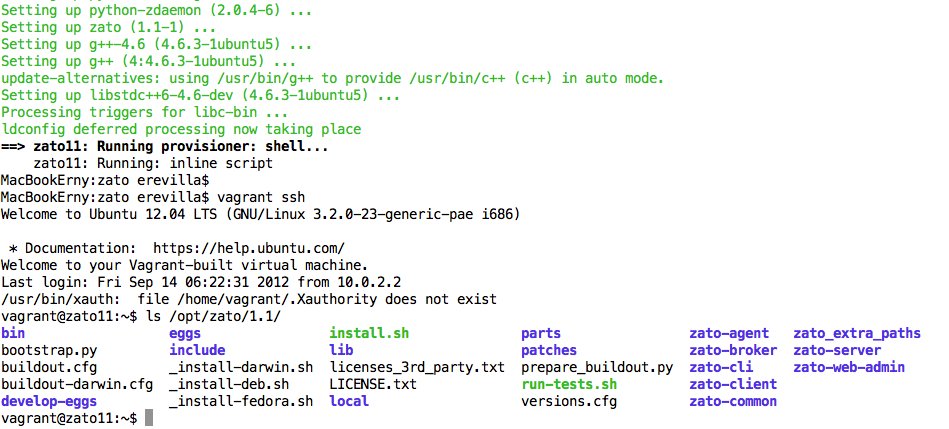 Setting up python-zdaemon (2.0.4-6) ...
Setting up zato (1.1-1) ...
Setting up g++-4.6 (4.6.3-1ubuntu5) ...
Setting up g++ (4:4.6.3-1ubuntu5) ...
update-alternatives: using /usr/bin/g++ to provide /usr/bin/c++ (c++) in auto mode.
Setting up libstdc++6-4.6-dev (4.6.3-1ubuntu5) ...
Processing triggers for libc-bin ...
ldconfig deferred processing now taking place
==> zato11: Running provisioner: shell...
    zato11: Running: inline script
MacBookErny:zato erevilla$
MacBookErny:zato erevilla$ vagrant ssh
Welcome to Ubuntu 12.04 LTS (GNU/Linux 3.2.0-23-generic-pae i686)

 * Documentation:  https://help.ubuntu.com/
Welcome to your Vagrant-built virtual machine.
Last login: Fri Sep 14 06:22:31 2012 from 10.0.2.2
/usr/bin/xauth:  file /home/vagrant/.Xauthority does not exist
vagrant@zato11:~$ ls /opt/zato/1.1/
bin                  eggs                install.sh              parts                zato-agent   zato_extra_paths
bootstrap.py         include             lib                     patches              zato-broker  zato-server
buildout.cfg         _install-darwin.sh  licenses_3rd_party.txt  prepare_buildout.py  zato-cli     zato-web-admin
buildout-darwin.cfg  _install-deb.sh     LICENSE.txt             run-tests.sh         zato-client
develop-eggs         _install-fedora.sh  local                   versions.cfg         zato-common
vagrant@zato11:~$